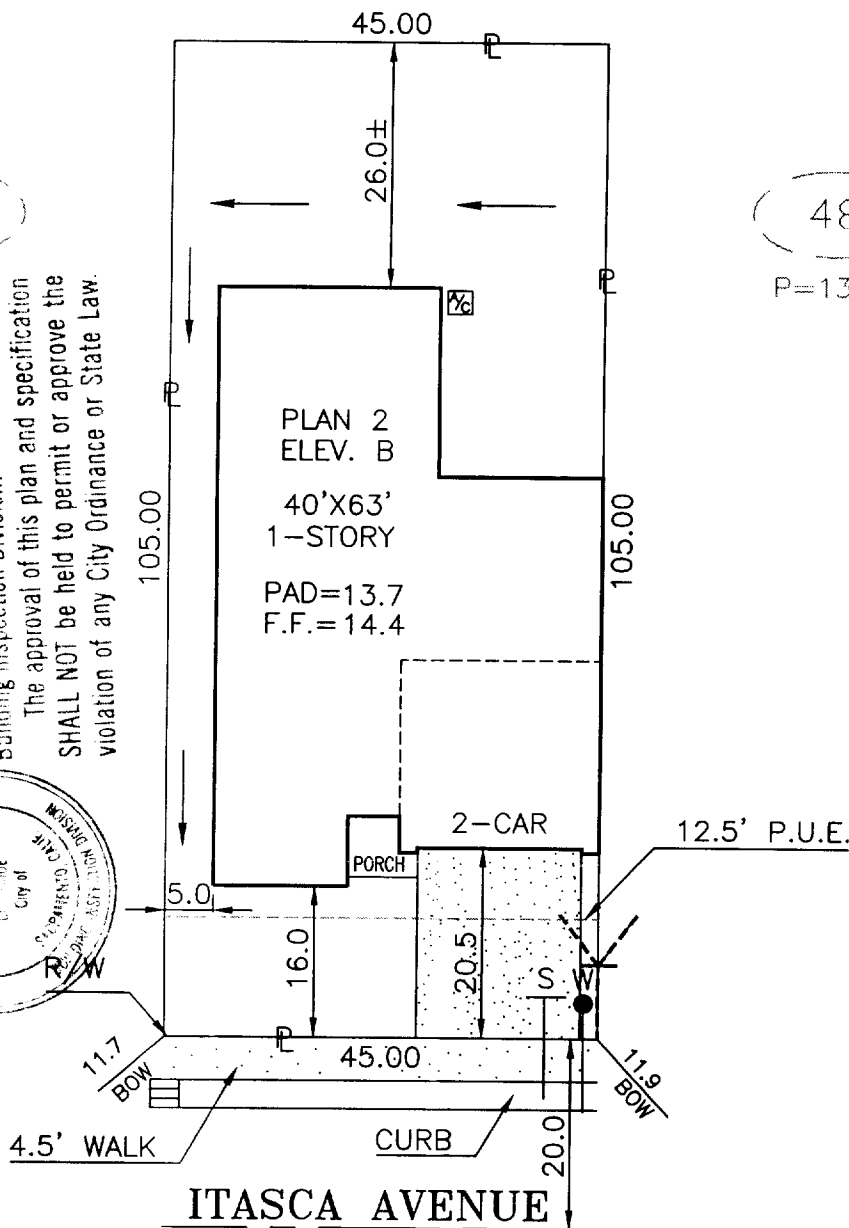 45.00
26.0±
48
P=13
The approval of this plan and specification
SHALL NOT be held to permit or approve the
violation of any City Ordinance or State Law.
A/C
PLAN 2
ELEV. B
40'X63'
1-STORY
PAD=13.7
F.F.=14.4
105.00
105.00
2-CAR
PORCH
12.5' P.U.E.
5.0
City of
SACRAMENTO CALIF
BUILDING INSPECTION DIVISION
R/W
16.0
20.5
S W
45.00
11.7
BOW
11.9
BOW
4.5' WALK
CURB
20.0
ITASCA AVENUE